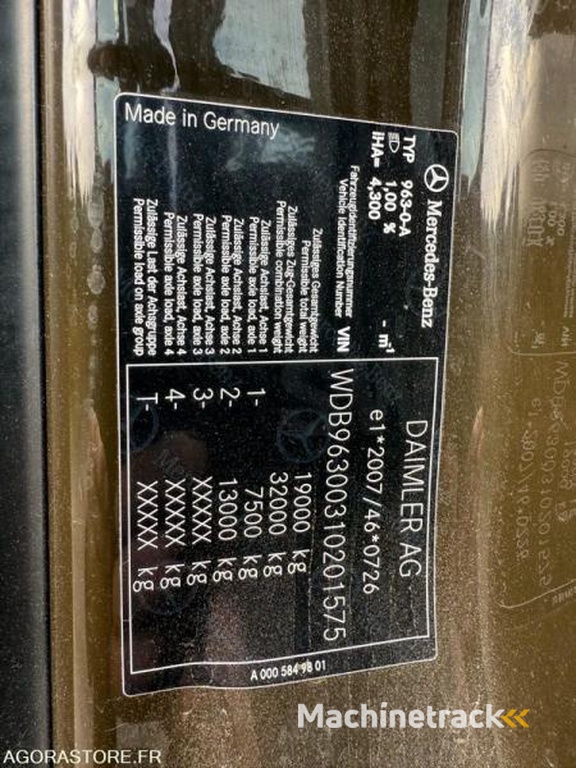 Mercedes-Benz
TYP 963-0-A
1,00 % - m⁻¹
IHA= 4,300
DAIMLER AG
e1*2007/46*0726
Fahrzeugidentifizierungsnummer
Vehicle Identification Number VIN WDB9630031020 1575
Zulässiges Gesamtgewicht
Permissible total weight 19000 kg
Zulässiges Zug-Gesamtgewicht
Permissible combination weight 32000 kg
Zulässige Achslast, Achse 1
Permissible axle load, axle 1 1- 7500 kg
Zulässige Achslast, Achse 2
Permissible axle load, axle 2 2- 13000 kg
Zulässige Achslast, Achse 3
Permissible axle load, axle 3 3- XXXXX kg
Zulässige Achslast, Achse 4
Permissible axle load, axle 4 4- XXXXX kg
Zulässige Last der Achsgruppe
Permissible load on axle group T- XXXXX kg
Made in Germany
A 000 584 98 01
Machinetrack
AGORASTORE.FR